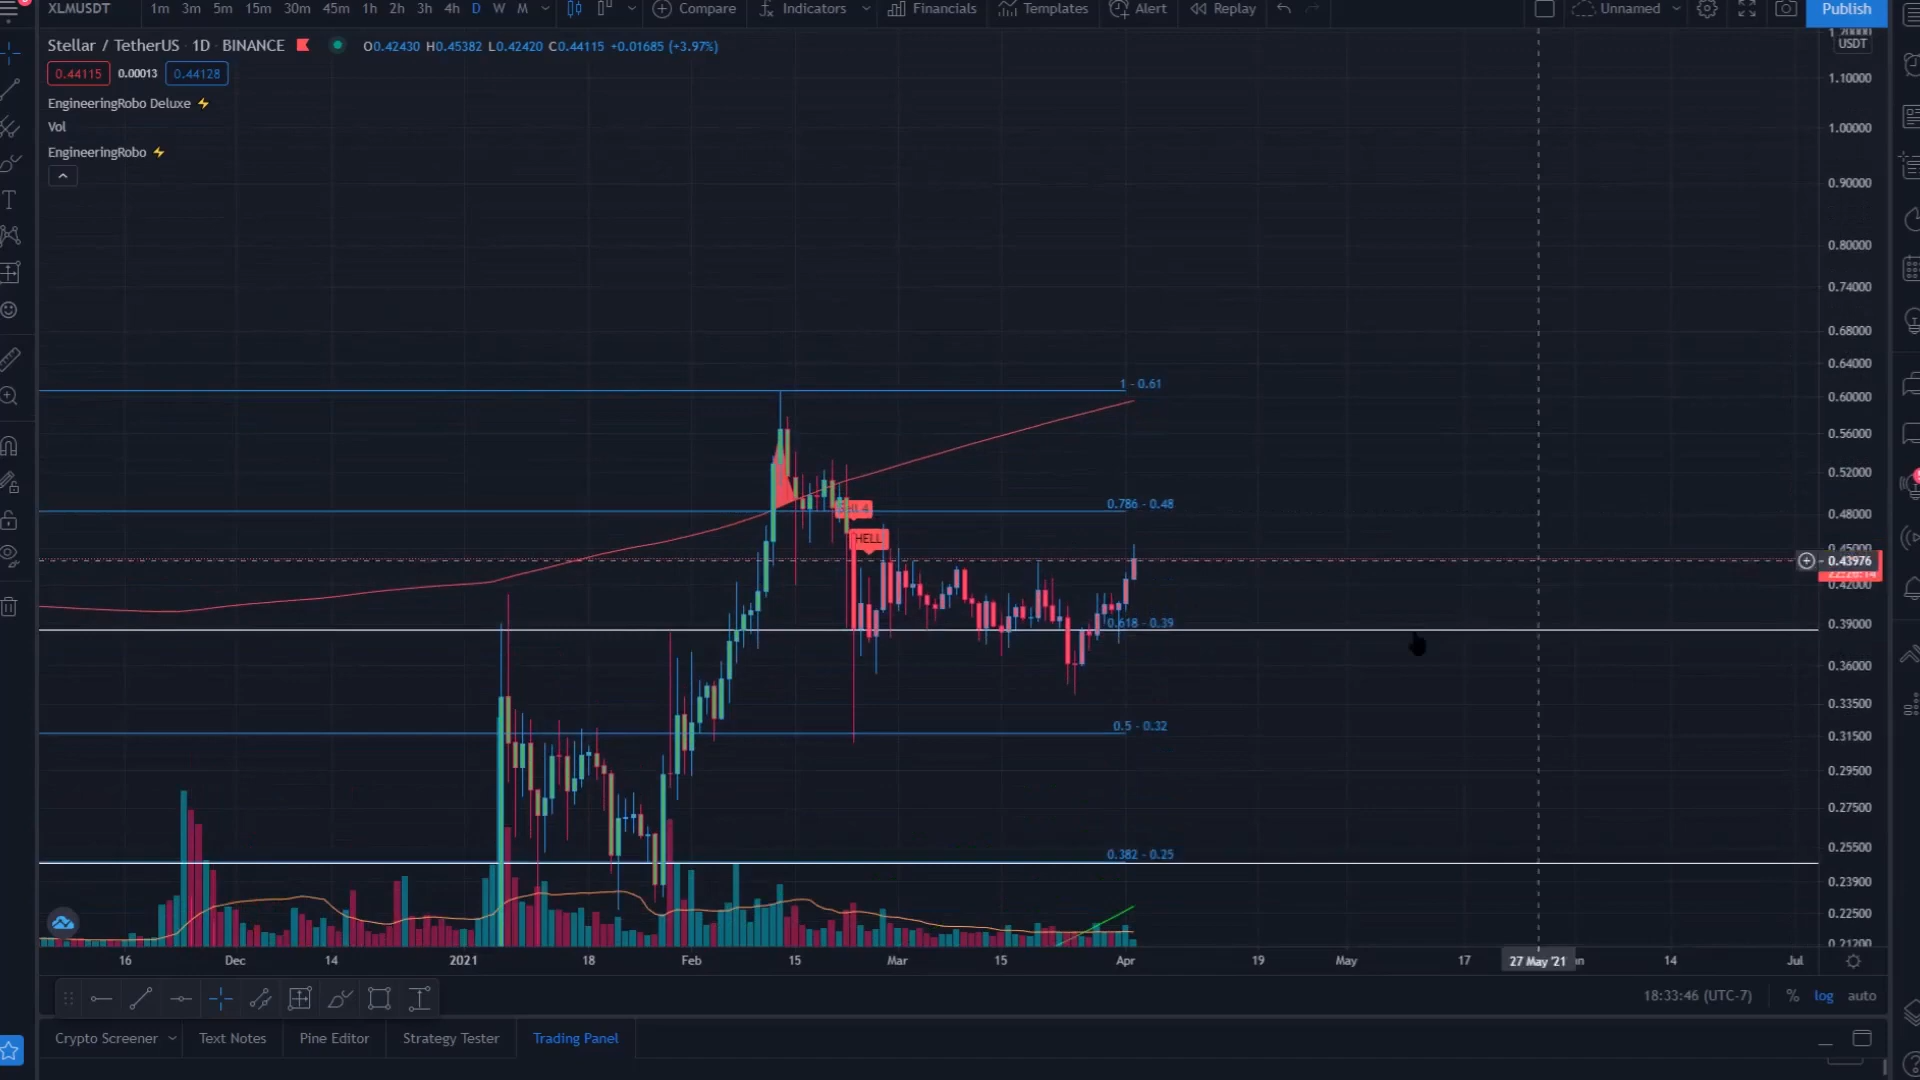 XLMUSDT 1m 3m 5m 15m 30m 45m 1h 2h 3h 4h D W M Compare Indicators Financials Templates Alert Replay Unnamed Publish
Stellar / TetherUS · 1D · BINANCE O0.42430 H0.45382 L0.42420 C0.44115 +0.01685 (+3.97%)
0.44115 0.00013 0.44128
EngineeringRobo Deluxe
Vol
EngineeringRobo
USDT
1.10000
1.00000
0.90000
0.80000
0.74000
0.68000
0.64000
1 - 0.61
0.60000
0.56000
0.52000
0.786 - 0.48
0.48000
HELL
0.45000
0.43976
0.42000
0.618 - 0.39
0.39000
0.36000
0.33500
0.5 - 0.32
0.31500
0.29500
0.27500
0.382 - 0.25
0.25500
0.23900
0.22500
0.21200
16 Dec 14 2021 18 Feb 15 Mar 15 Apr 19 May 17 27 May '21 14 Jul
18:33:46 (UTC-7) % log auto
Crypto Screener Text Notes Pine Editor Strategy Tester Trading Panel